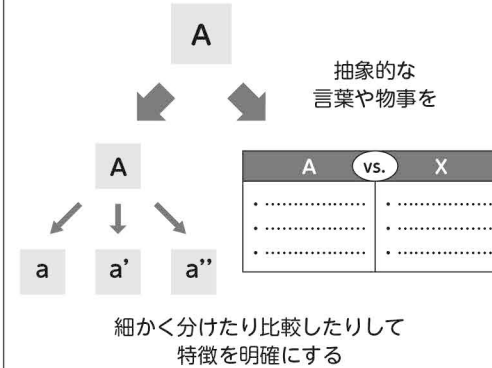 A
抽象的な
言葉や物事を
A
A vs. X
a a’ a’’
細かく分けたり比較したりして
特徴を明確にする